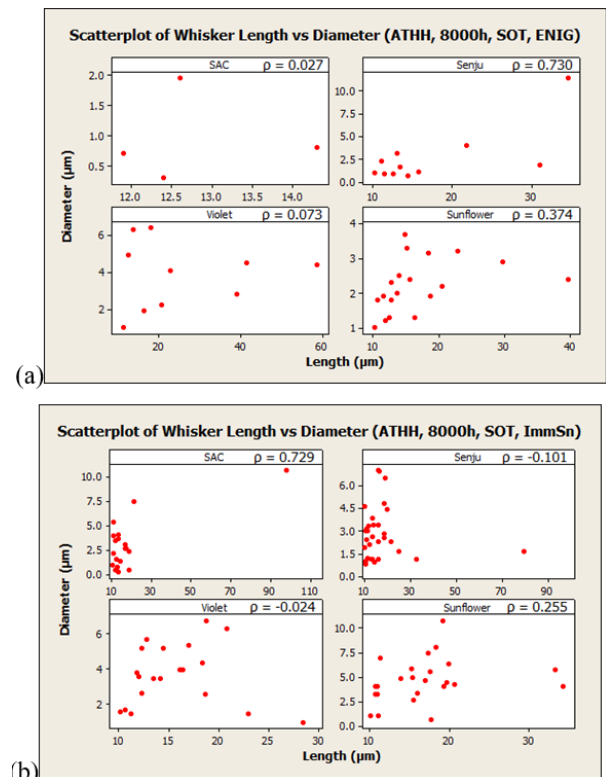 Scatterplot of Whisker Length vs Diameter (ATHH, 8000h, SOT, ENIG)
SAC ρ = 0.027
Senju ρ = 0.730
2.0
1.5
1.0
0.5
12.0 12.5 13.0 13.5 14.0
10.0
7.5
5.0
2.5
0.0
10 20 30 40
Diameter (μm)
Violet ρ = 0.073
Sunflower ρ = 0.374
6
4
2
20 40 60
4
3
2
1
10 20 30 40
Length (μm)
(a)
Scatterplot of Whisker Length vs Diameter (ATHH, 8000h, SOT, ImmSn)
SAC ρ = 0.729
Senju ρ = -0.101
10.0
7.5
5.0
2.5
0.0
10 30 50 70 90 110
6.0
4.5
3.0
1.5
0.0
20 40 60 80
Diameter (μm)
Violet ρ = -0.024
Sunflower ρ = 0.255
6
4
2
10 15 20 25 30
10.0
7.5
5.0
2.5
0.0
10 20 30
Length (μm)
(b)